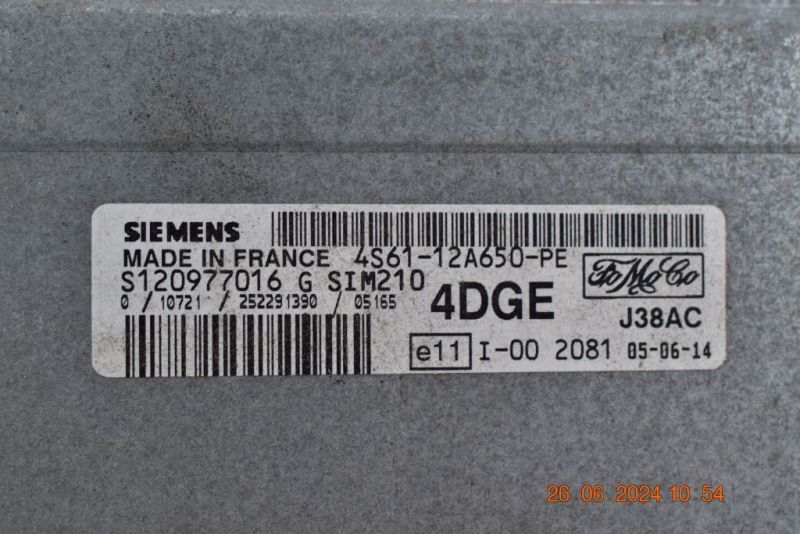 SIEMENS
MADE IN FRANCE 4S61-12A650-PE
S120977016 G SIM210
0 / 10721 / 252291390 / 05165
4DGE
FoMoCo
J38AC
e11 I-00 2081 05-06-14
26.06.2024 10:54